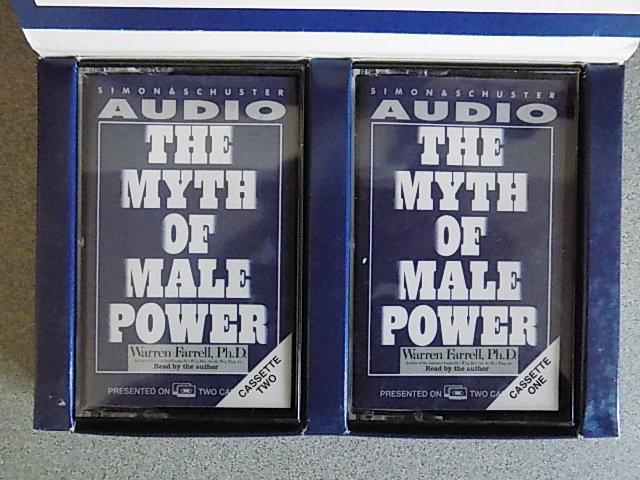 SIMON & SCHUSTER
AUDIO
THE
MYTH
OF
MALE
POWER
Warren Farrell, Ph.D.
Read by the author
PRESENTED ON TWO
CASSETTE
TWO
SIMON & SCHUSTER
AUDIO
THE
MYTH
OF
MALE
POWER
Warren Farrell, Ph.D.
Read by the author
PRESENTED ON TWO
CASSETTE
ONE